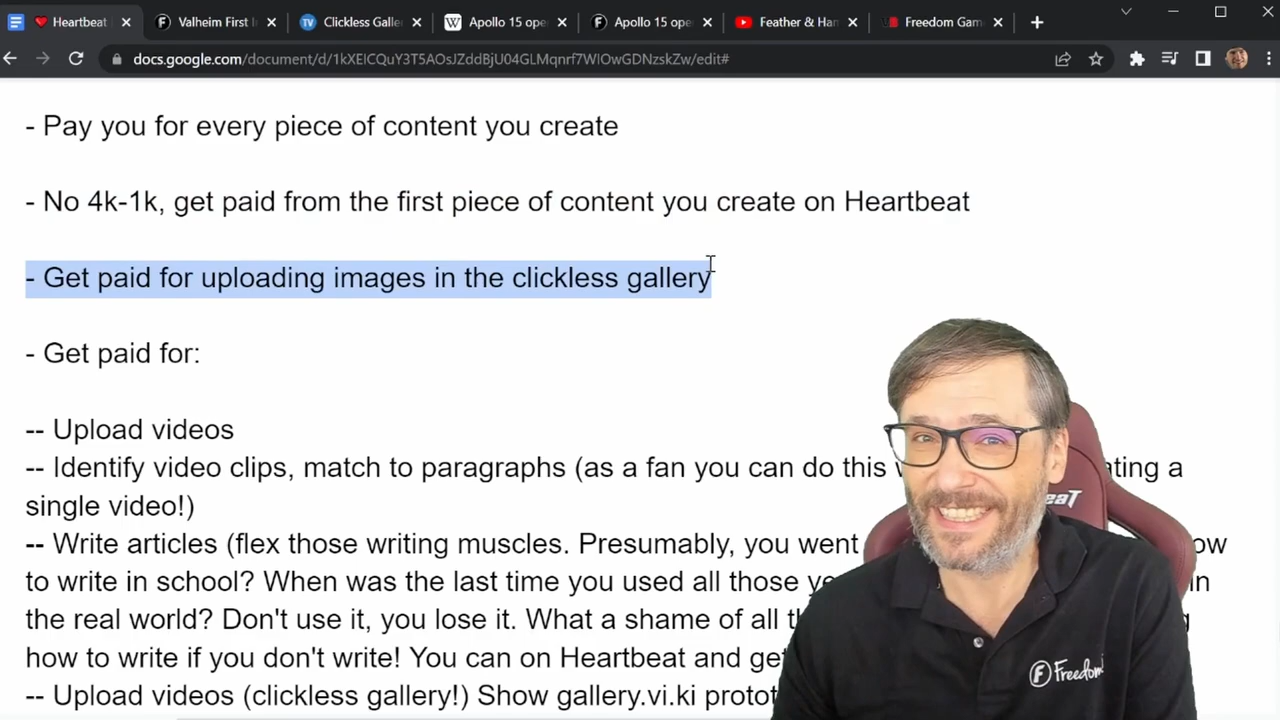 Heartbeat
Valheim First I
Clickless Galle
Apollo 15 ope
Apollo 15 ope
Feather & Han
Freedom Gam
docs.google.com/document/d/1kXElCQuY3T5AOsJZddBjU04GLMqnrf7WIOwGDNzskZw/edit#
- Pay you for every piece of content you create
- No 4k-1k, get paid from the first piece of content you create on Heartbeat
- Get paid for uploading images in the clickless gallery
- Get paid for:
-- Upload videos
-- Identify video clips, match to paragraphs (as a fan you can do this
single video!)
-- Write articles (flex those writing muscles. Presumably, you went
to write in school? When was the last time you used all those in
the real world? Don't use it, you lose it. What a shame of all
how to write if you don't write! You can on Heartbeat and
-- Upload videos (clickless gallery!) Show gallery.vi.ki
Freedom!